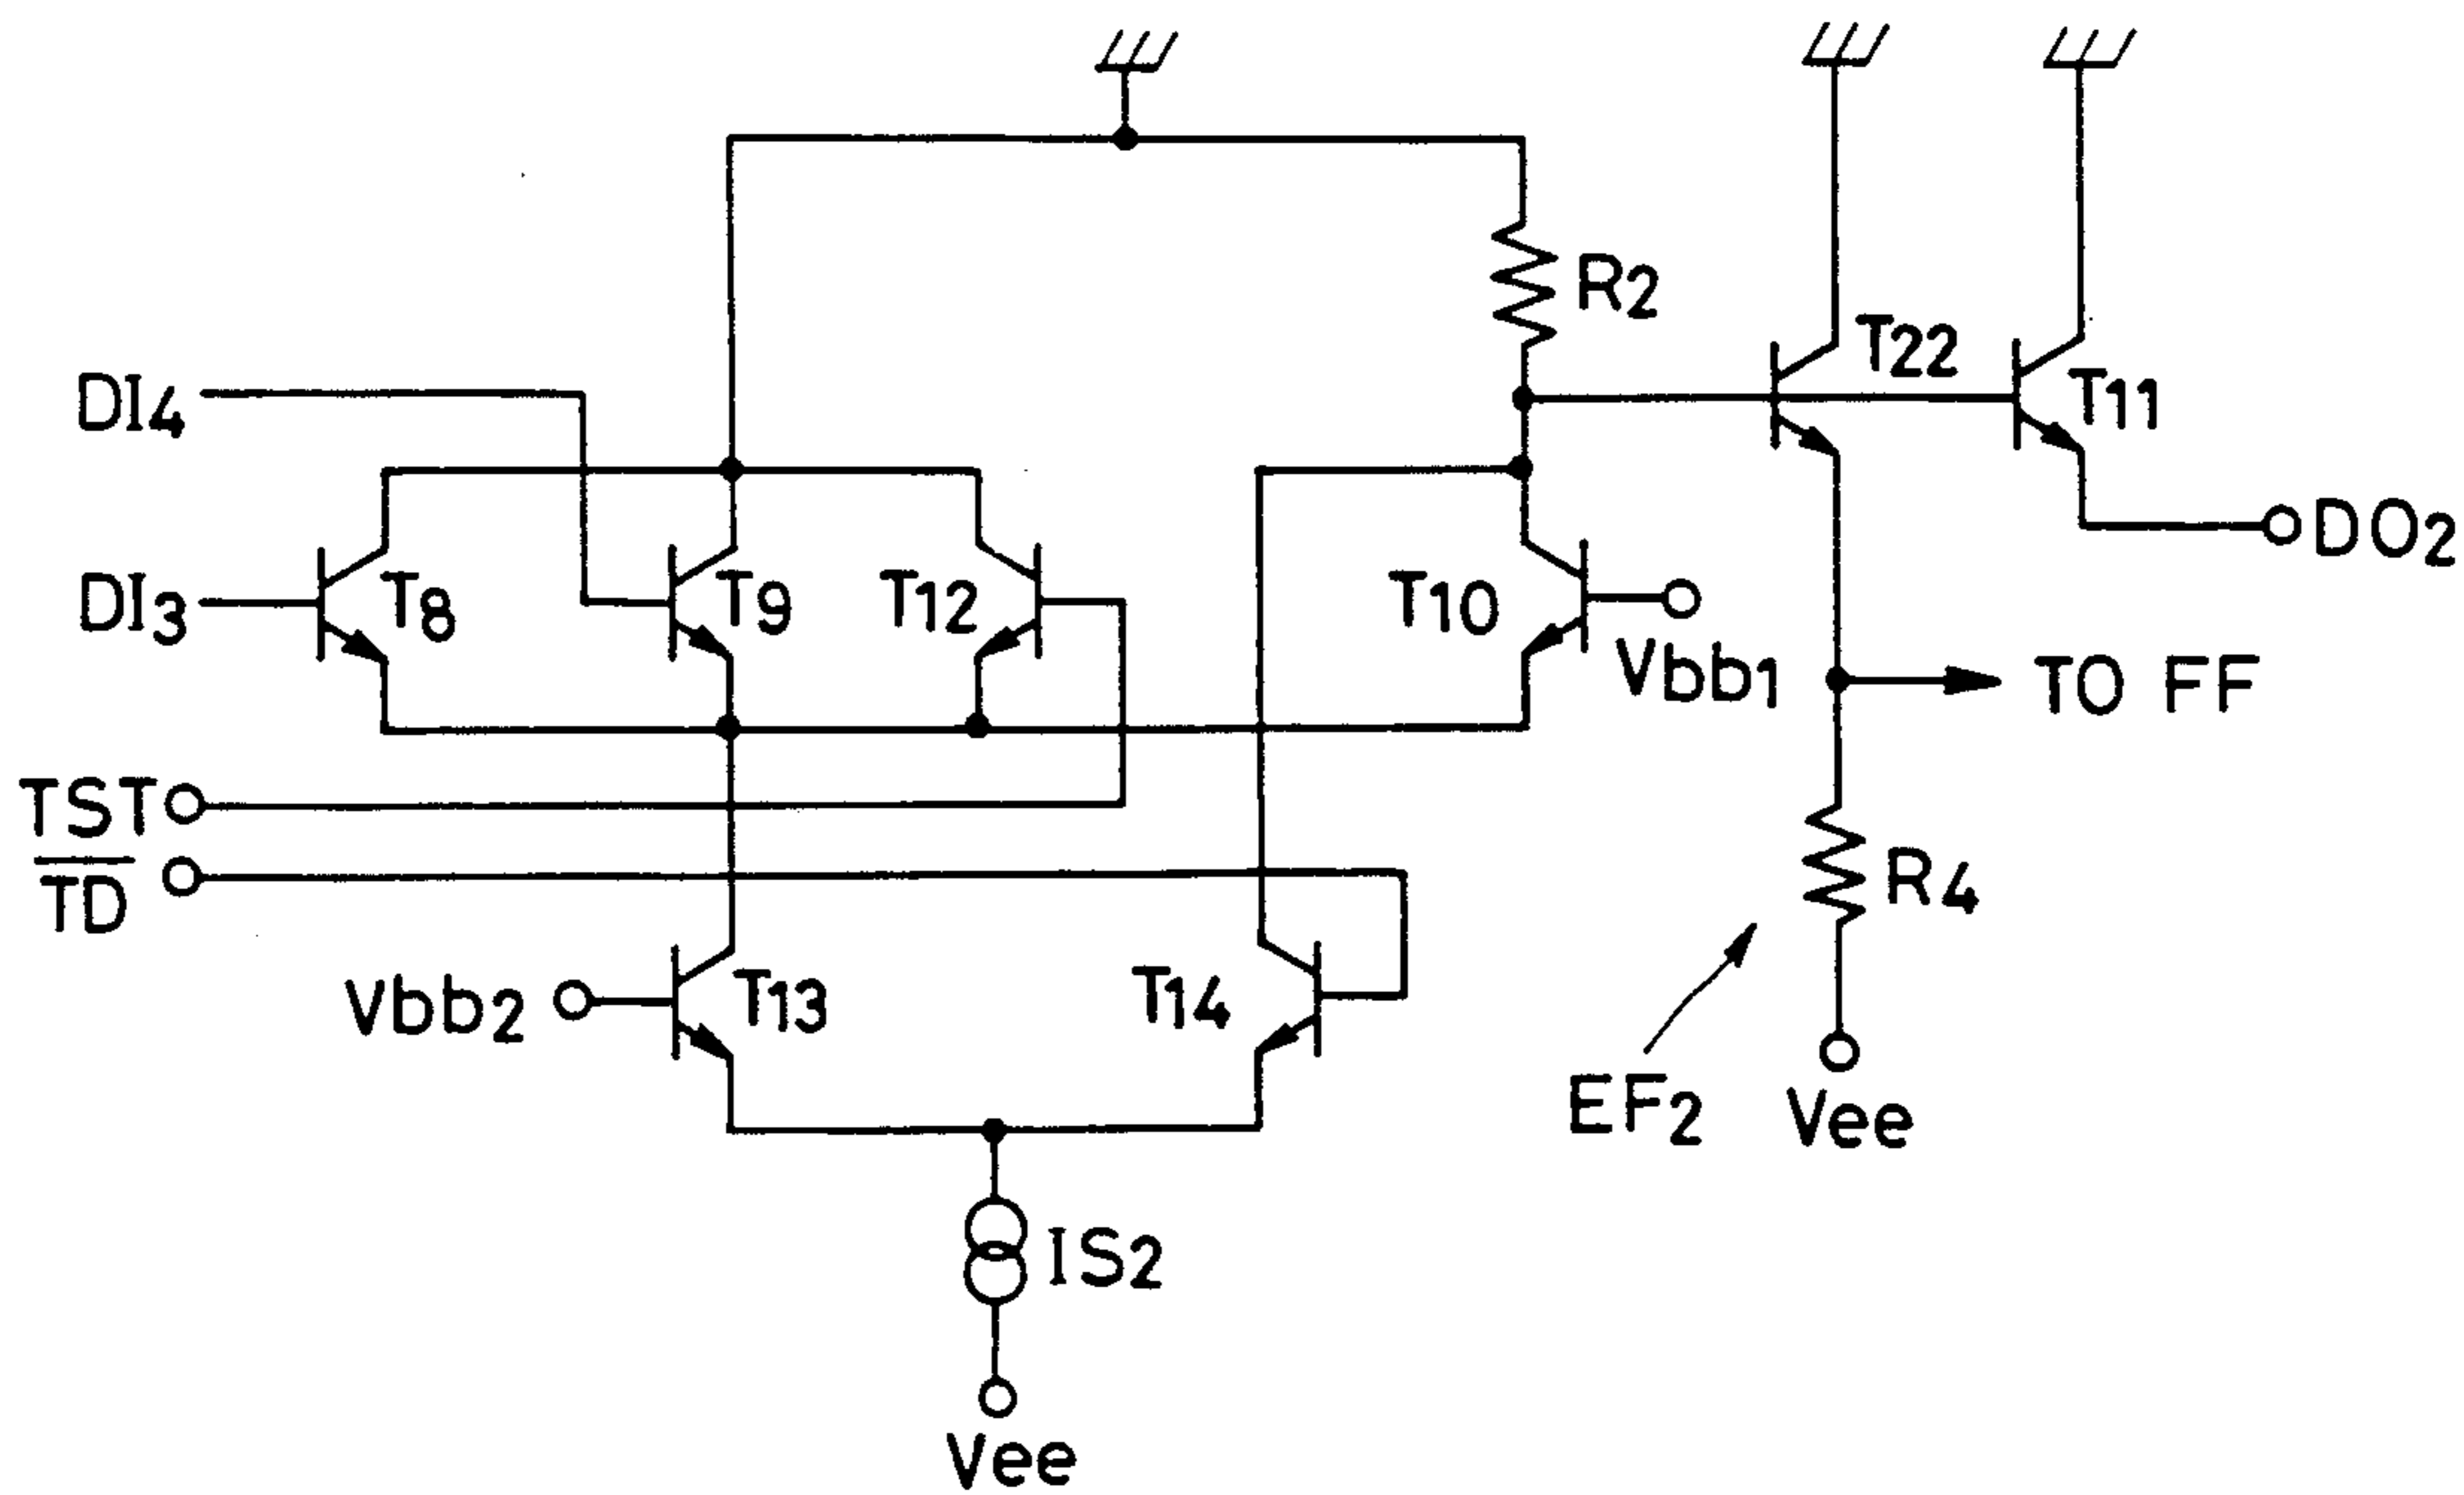 R2
T22
DI4
T11
DO2
DI3
T8
T9
T12
T10
Vbb1
TO FF
TST
T̅D̅
R4
Vbb2
T13
T14
EF2
Vee
IS2
Vee